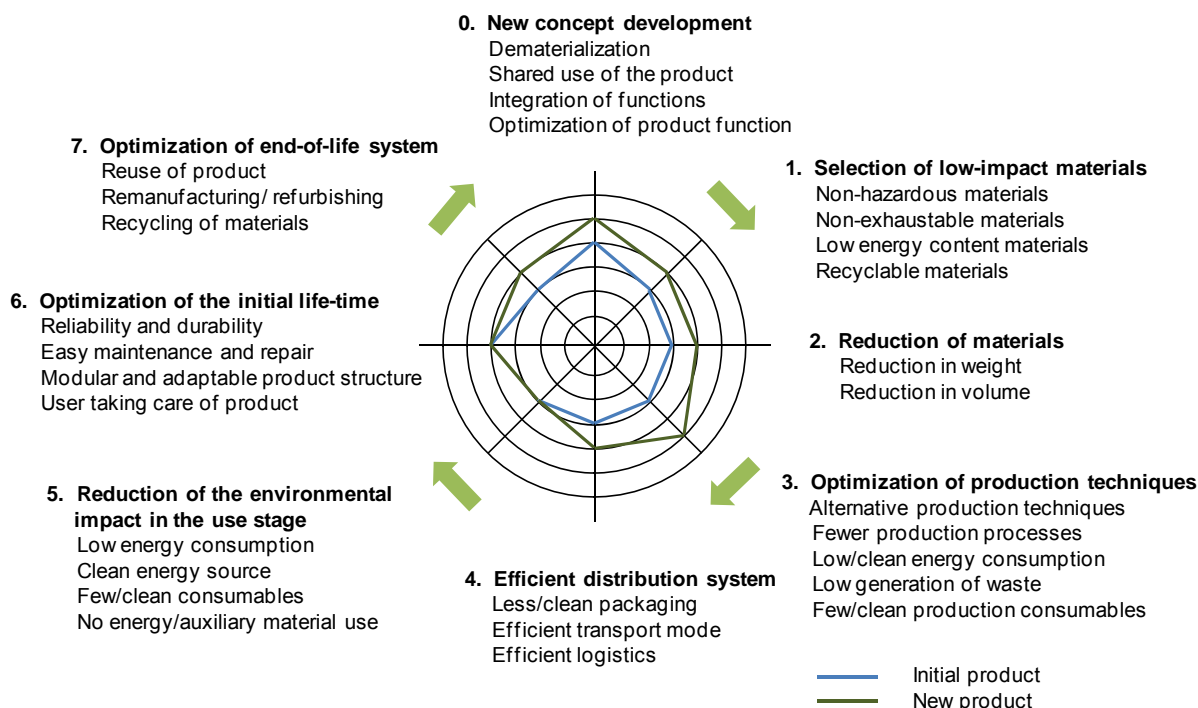 0. New concept development
Dematerialization
Shared use of the product
Integration of functions
Optimization of product function
7. Optimization of end-of-life system
Reuse of product
Remanufacturing/ refurbishing
Recycling of materials
1. Selection of low-impact materials
Non-hazardous materials
Non-exhaustable materials
Low energy content materials
Recyclable materials
6. Optimization of the initial life-time
Reliability and durability
Easy maintenance and repair
Modular and adaptable product structure
User taking care of product
2. Reduction of materials
Reduction in weight
Reduction in volume
5. Reduction of the environmental
impact in the use stage
Low energy consumption
Clean energy source
Few/clean consumables
No energy/auxiliary material use
4. Efficient distribution system
Less/clean packaging
Efficient transport mode
Efficient logistics
3. Optimization of production techniques
Alternative production techniques
Fewer production processes
Low/clean energy consumption
Low generation of waste
Few/clean production consumables
Initial product
New product